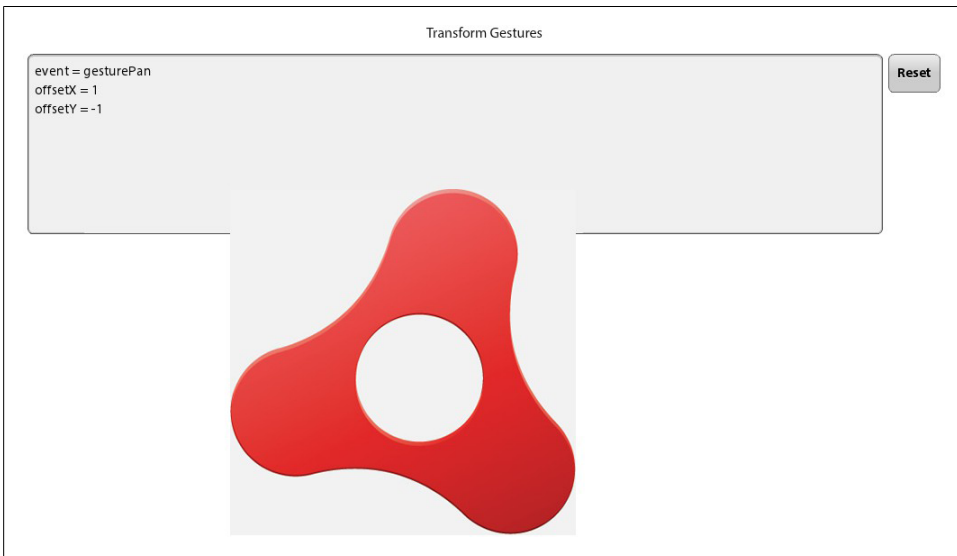 Transform Gestures
event = gesturePan
offsetX = 1
offsetY = -1
Reset